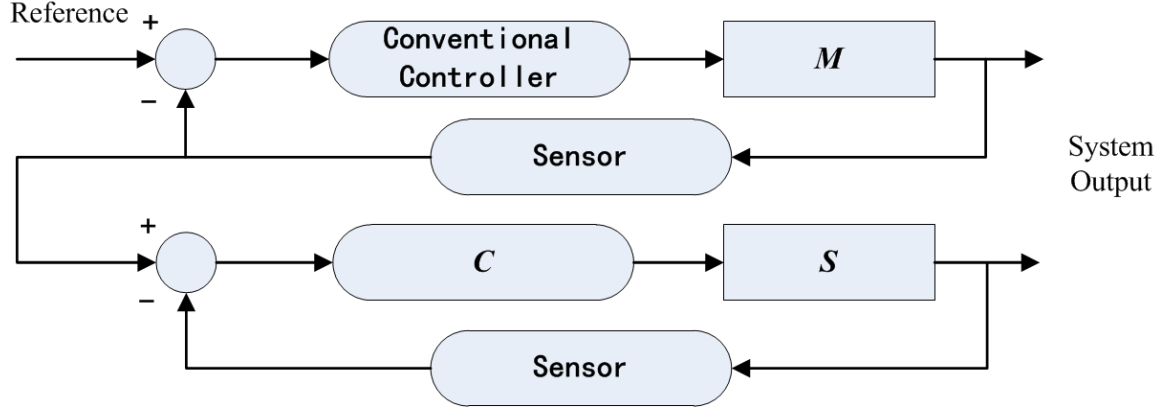 Reference
+
Conventional
Controller
M
−
Sensor
System
Output
+
C
S
−
Sensor